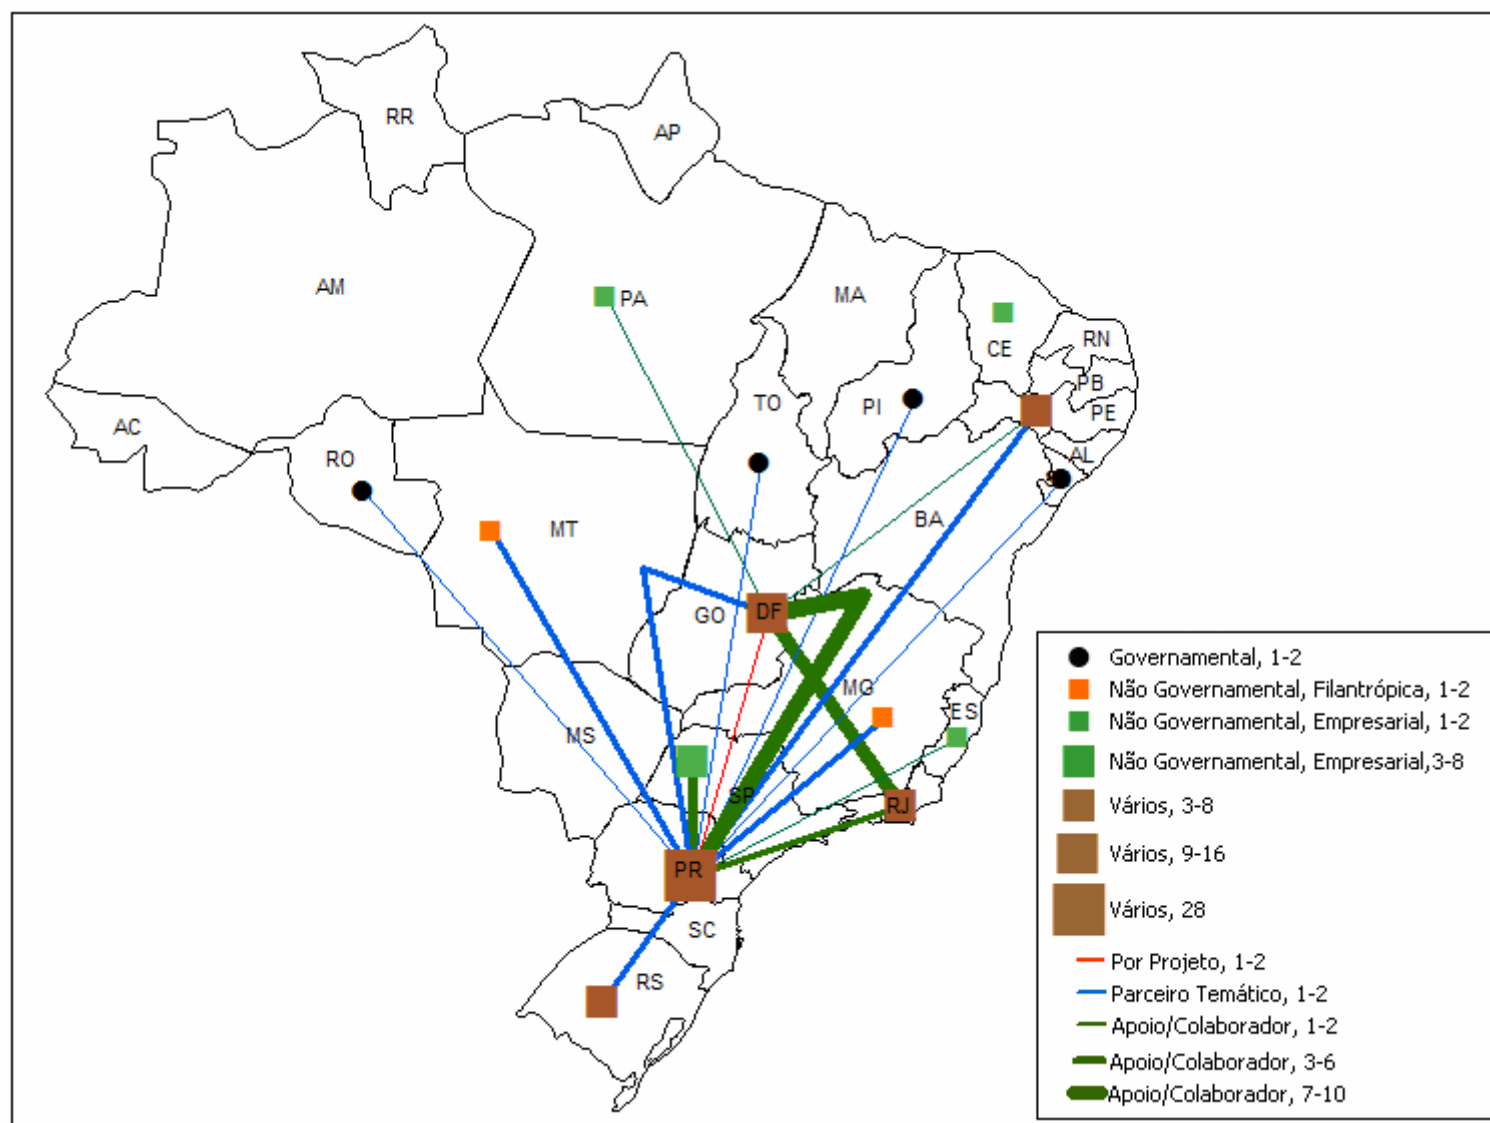 RR
AP
AM
PA
MA
CE
RN
PB
PE
TO
PI
AC
RO
AL
MT
BA
GO
DF
MG
ES
MS
SP
RJ
PR
SC
RS
Governamental, 1-2
Não Governamental, Filantrópica, 1-2
Não Governamental, Empresarial, 1-2
Não Governamental, Empresarial,3-8
Vários, 3-8
Vários, 9-16
Vários, 28
Por Projeto, 1-2
Parceiro Temático, 1-2
Apoio/Colaborador, 1-2
Apoio/Colaborador, 3-6
Apoio/Colaborador, 7-10